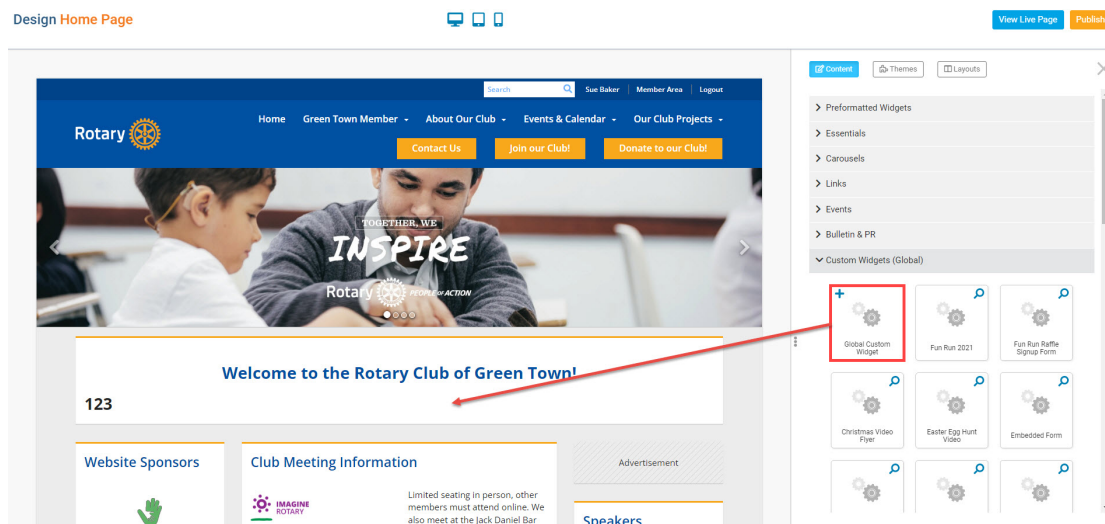 Design Home Page
View Live Page
Publish
Content
Themes
Layouts
Search
Sue Baker
Member Area
Logout
Rotary
Home
Green Town Member
About Our Club
Events & Calendar
Our Club Projects
Contact Us
Join our Club!
Donate to our Club!
TOGETHER, WE
INSPIRE
Rotary
PEOPLE OF ACTION
Welcome to the Rotary Club of Green Town!
123
Website Sponsors
Club Meeting Information
IMAGINE
ROTARY
Limited seating in person, other
members must attend online. We
also meet at the Jack Daniel Bar
Advertisement
Speakers
Preformatted Widgets
Essentials
Carousels
Links
Events
Bulletin & PR
Custom Widgets (Global)
Global Custom
Widget
Fun Run 2021
Fun Run Raffle
Signup Form
Christmas Video
Flyer
Easter Egg Hunt
Video
Embedded Form